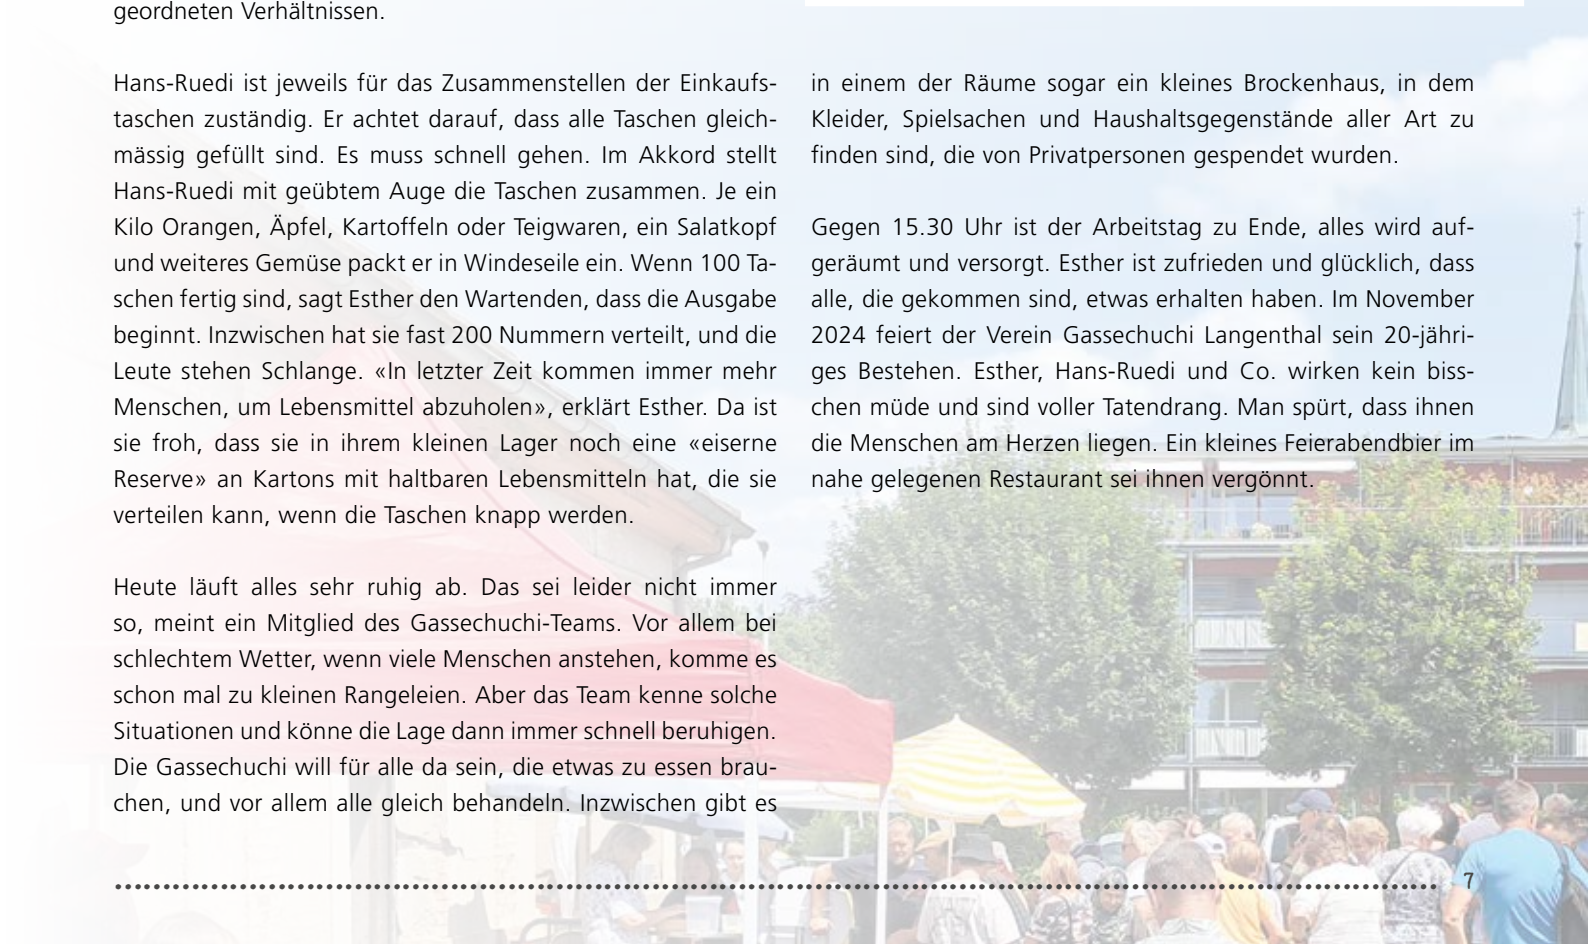 geordneten Verhältnissen.
Hans-Ruedi ist jeweils für das Zusammenstellen der Einkaufs-
taschen zuständig. Er achtet darauf, dass alle Taschen gleich-
mässig gefüllt sind. Es muss schnell gehen. Im Akkord stellt
Hans-Ruedi mit geübtem Auge die Taschen zusammen. Je ein
Kilo Orangen, Äpfel, Kartoffeln oder Teigwaren, ein Salatkopf
und weiteres Gemüse packt er in Windeseile ein. Wenn 100 Ta-
schen fertig sind, sagt Esther den Wartenden, dass die Ausgabe
beginnt. Inzwischen hat sie fast 200 Nummern verteilt, und die
Leute stehen Schlange. «In letzter Zeit kommen immer mehr
Menschen, um Lebensmittel abzuholen», erklärt Esther. Da ist
sie froh, dass sie in ihrem kleinen Lager noch eine «eiserne
Reserve» an Kartons mit haltbaren Lebensmitteln hat, die sie
verteilen kann, wenn die Taschen knapp werden.
Heute läuft alles sehr ruhig ab. Das sei leider nicht immer
so, meint ein Mitglied des Gassechuchi-Teams. Vor allem bei
schlechtem Wetter, wenn viele Menschen anstehen, komme es
schon mal zu kleinen Rangeleien. Aber das Team kenne solche
Situationen und könne die Lage dann immer schnell beruhigen.
Die Gassechuchi will für alle da sein, die etwas zu essen brau-
chen, und vor allem alle gleich behandeln. Inzwischen gibt es
in einem der Räume sogar ein kleines Brockenhaus, in dem
Kleider, Spielsachen und Haushaltsgegenstände aller Art zu
finden sind, die von Privatpersonen gespendet wurden.
Gegen 15.30 Uhr ist der Arbeitstag zu Ende, alles wird auf-
geräumt und versorgt. Esther ist zufrieden und glücklich, dass
alle, die gekommen sind, etwas erhalten haben. Im November
2024 feiert der Verein Gassechuchi Langenthal sein 20-jähri-
ges Bestehen. Esther, Hans-Ruedi und Co. wirken kein biss-
chen müde und sind voller Tatendrang. Man spürt, dass ihnen
die Menschen am Herzen liegen. Ein kleines Feierabendbier im
nahe gelegenen Restaurant sei ihnen vergönnt.
7